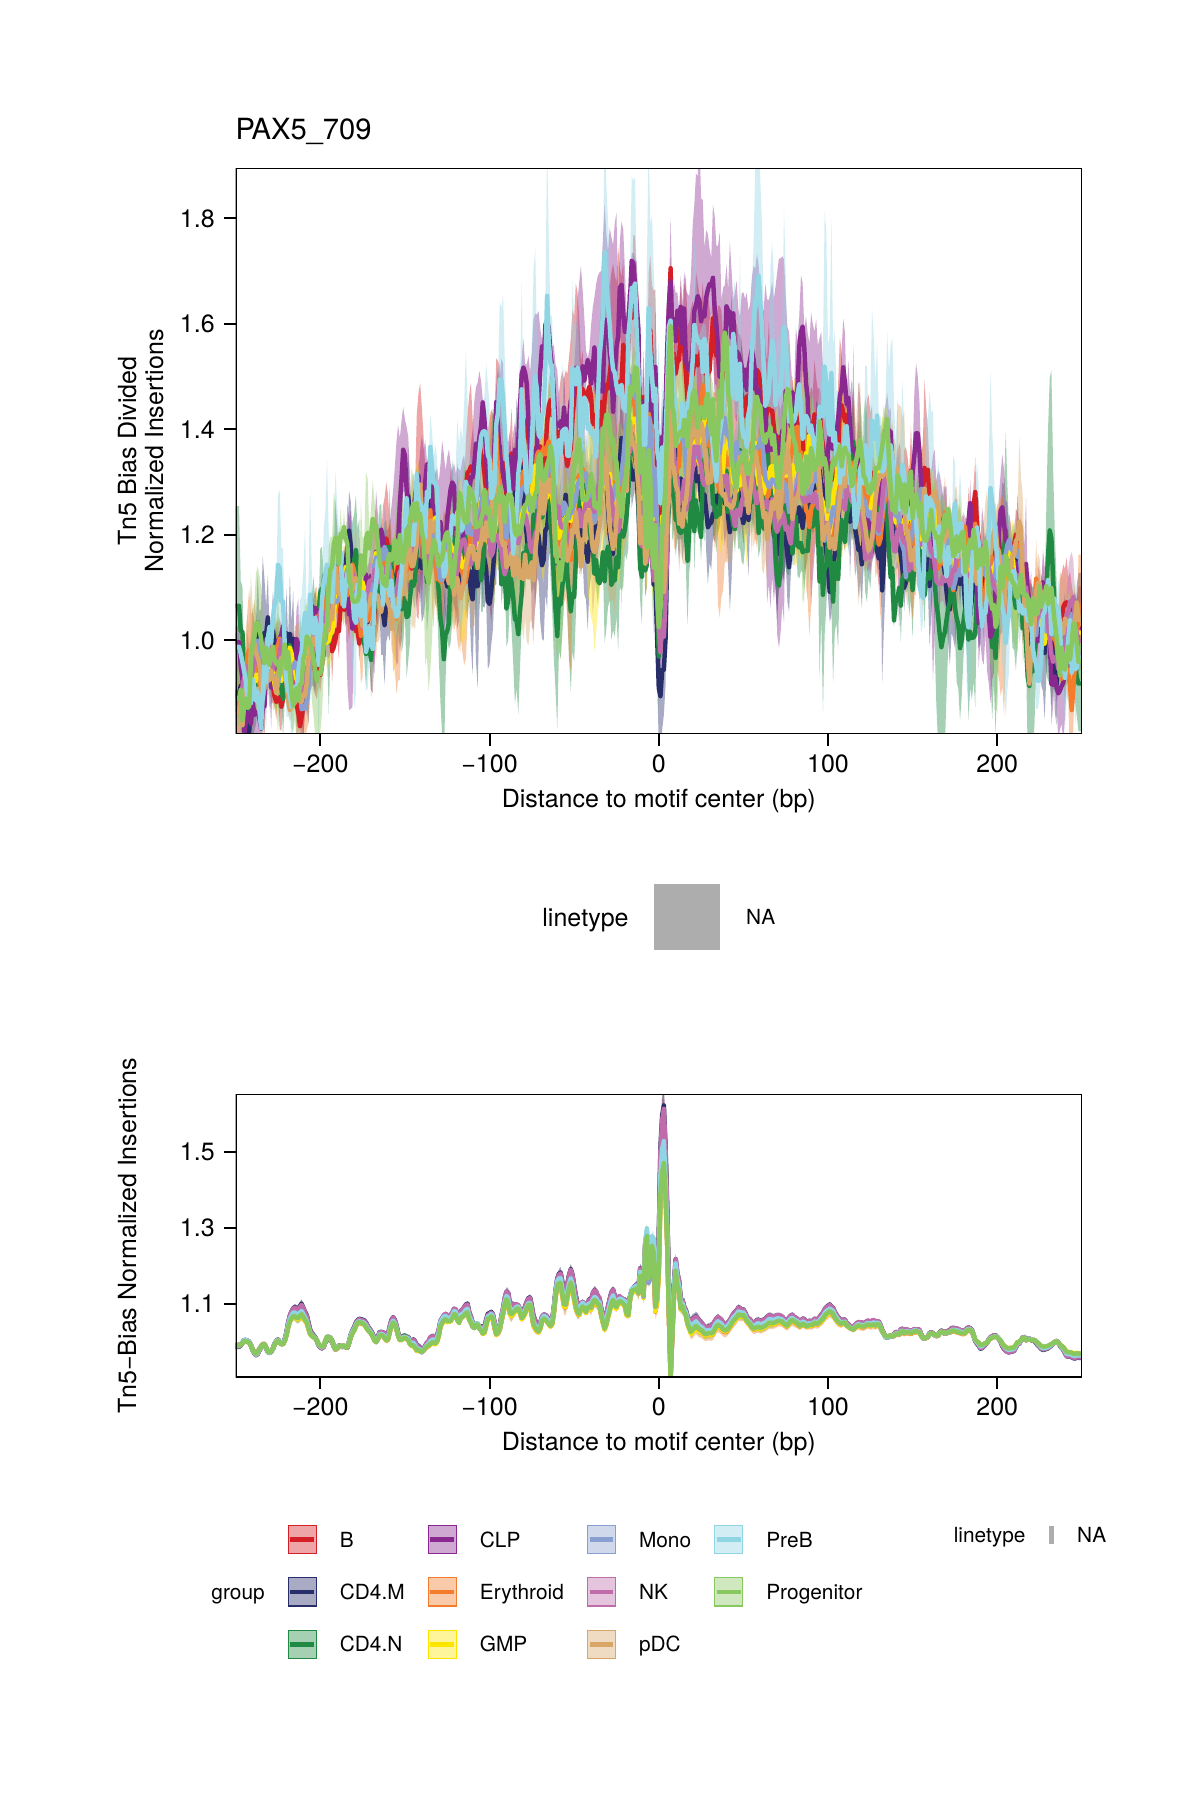 PAX5_709
Tn5 Bias Divided
Normalized Insertions
1.8
1.6
1.4
1.2
1.0
−200 −100 0 100 200
Distance to motif center (bp)
linetype NA
Tn5−Bias Normalized Insertions
1.5
1.3
1.1
−200 −100 0 100 200
Distance to motif center (bp)
group
B CLP Mono PreB
CD4.M Erythroid NK Progenitor
CD4.N GMP pDC
linetype NA